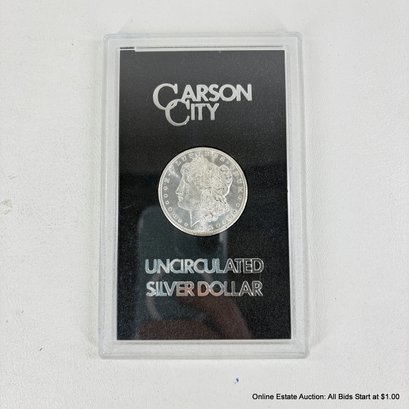 CARSON
CITY
UNCIRCULATED
SILVER DOLLAR
Online Estate Auction: All Bids Start at $1.00